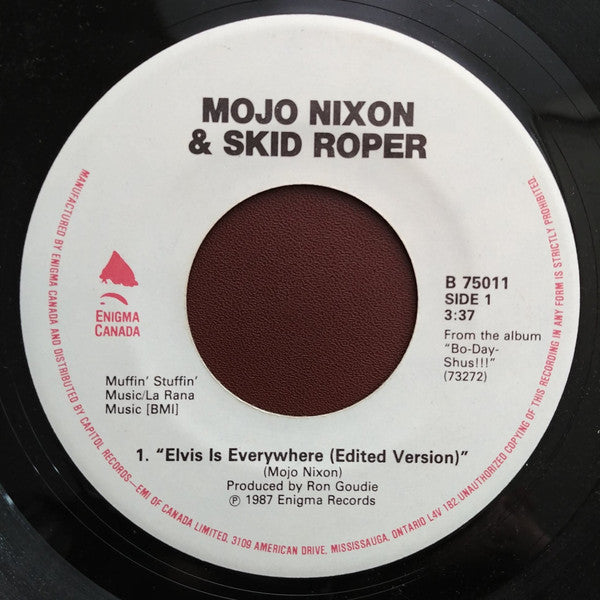 MOJO NIXON
& SKID ROPER
ENIGMA
CANADA
B 75011
SIDE 1
3:37
From the album
"Bo-Day-
Shus!!!"
(73272)
Muffin' Stuffin'
Music/La Rana
Music [BMI]
1. "Elvis Is Everywhere (Edited Version)"
(Mojo Nixon)
Produced by Ron Goudie
℗ 1987 Enigma Records
MANUFACTURED BY ENIGMA CANADA AND DISTRIBUTED BY CAPITOL RECORDS—EMI OF CANADA LIMITED, 3109 AMERICAN DRIVE, MISSISSAUGA, ONTARIO L4V 1B2. UNAUTHORIZED COPYING OF THIS RECORDING IN ANY FORM IS STRICTLY PROHIBITED.